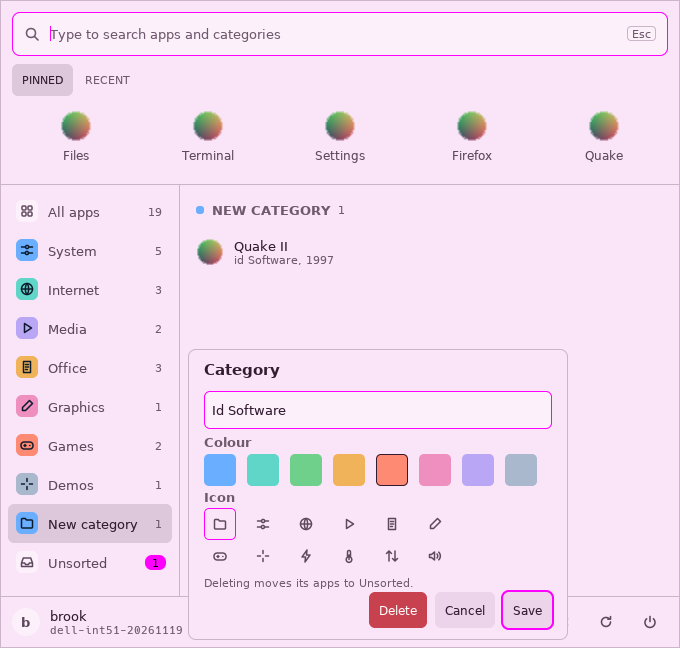 Type to search apps and categories
Esc
PINNED
RECENT
Files
Terminal
Settings
Firefox
Quake
All apps 19
System 5
Internet 3
Media 2
Office 3
Graphics 1
Games 2
Demos 1
New category 1
Unsorted 1
NEW CATEGORY 1
Quake II
id Software, 1997
Category
Id Software
Colour
Icon
Deleting moves its apps to Unsorted.
Delete
Cancel
Save
b
brook
dell-int51-20261119